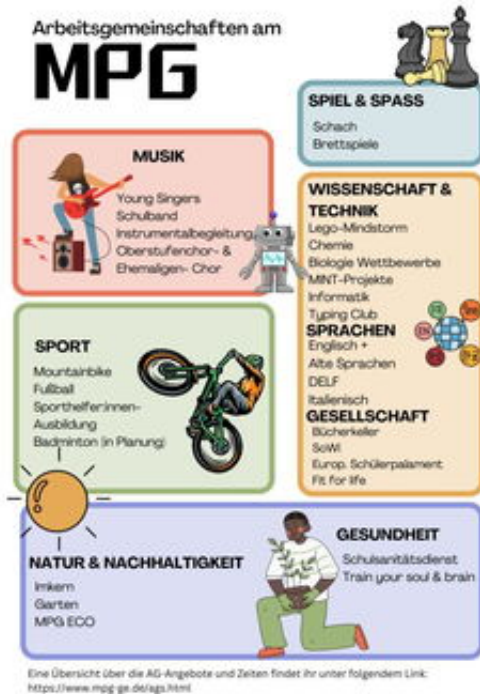 Arbeitsgemeinschaften am
MPG
SPIEL & SPASS
Schach
Brettspiele
MUSIK
Young Singers
Schulband
Instrumentalbegleitung
Oberstufenchor- &
Ehemaligen- Chor
WISSENSCHAFT &
TECHNIK
Lego-Mindstorm
Chemie
Biologie Wettbewerbe
MINT-Projekte
Informatik
Typing Club
SPRACHEN
Englisch +
Alte Sprachen
DELF
Italienisch
GESELLSCHAFT
Bücherkeller
SoWi
Europ. Schülerpalament
Fit for life
SPORT
Mountainbike
Fußball
Sporthelfer:innen-
Ausbildung
Badminton (in Planung)
NATUR & NACHHALTIGKEIT
Imkern
Garten
MPG ECO
GESUNDHEIT
Schulsanitätsdienst
Train your soul & brain
Eine Übersicht über die AG-Angebote und Zeiten findet ihr unter folgendem Link:
https://www.mpg-ge.de/ags.html